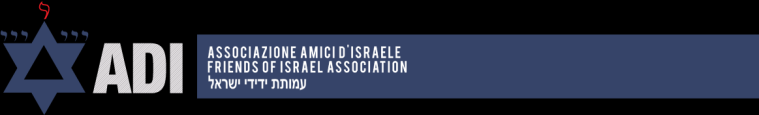 ADI
ASSOCIAZIONE AMICI D'ISRAELE
FRIENDS OF ISRAEL ASSOCIATION
עמותת ידידי ישראל